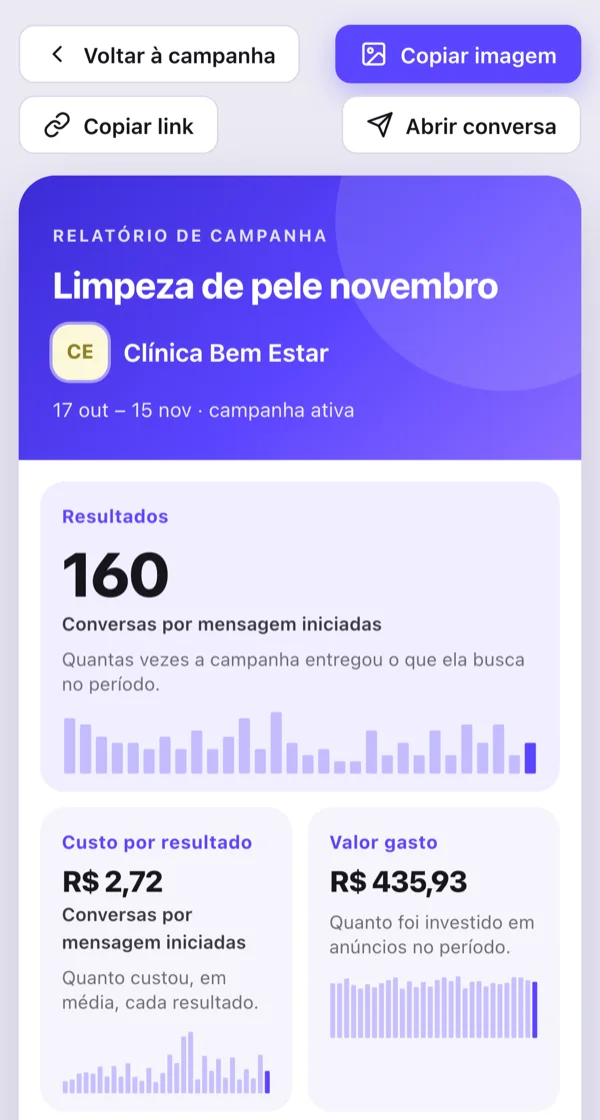 Voltar à campanha
Copiar imagem
Copiar link
Abrir conversa
RELATÓRIO DE CAMPANHA
Limpeza de pele novembro
CE
Clínica Bem Estar
17 out – 15 nov · campanha ativa
Resultados
160
Conversas por mensagem iniciadas
Quantas vezes a campanha entregou o que ela busca
no período.
Custo por resultado
R$ 2,72
Conversas por
mensagem iniciadas
Quanto custou, em
média, cada resultado.
Valor gasto
R$ 435,93
Quanto foi investido em
anúncios no período.